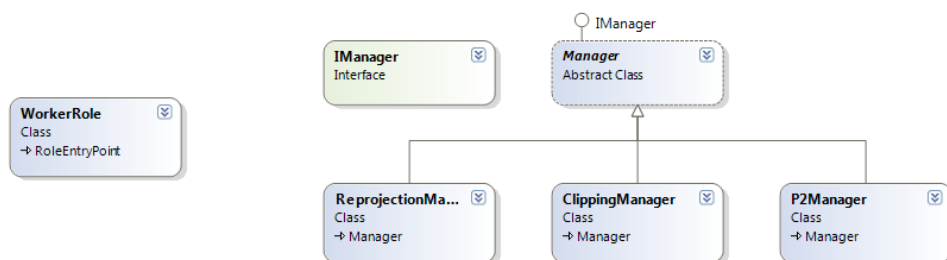 IManager
IManager
Interface
Manager
Abstract Class
WorkerRole
Class
RoleEntryPoint
ReprojectionMa...
Class
Manager
ClippingManager
Class
Manager
P2Manager
Class
Manager